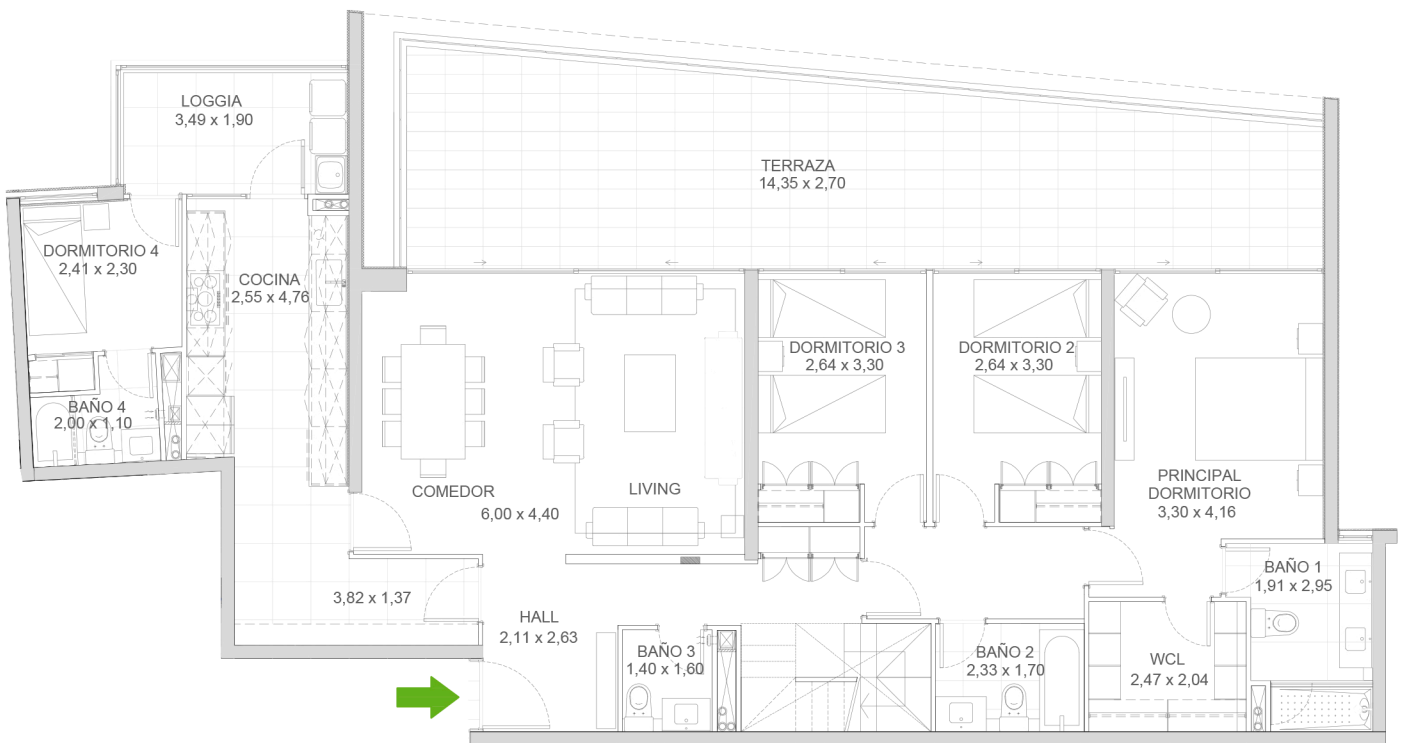 LOGGIA
3,49 x 1,90
TERRAZA
14,35 x 2,70
DORMITORIO 4
2,41 x 2,30
COCINA
2,55 x 4,76
DORMITORIO 3
2,64 x 3,30
DORMITORIO 2
2,64 x 3,30
BAÑO 4
2,00 x 1,10
COMEDOR
LIVING
6,00 x 4,40
PRINCIPAL
DORMITORIO
3,30 x 4,16
BAÑO 1
1,91 x 2,95
3,82 x 1,37
HALL
2,11 x 2,63
BAÑO 3
1,40 x 1,60
BAÑO 2
2,33 x 1,70
WCL
2,47 x 2,04